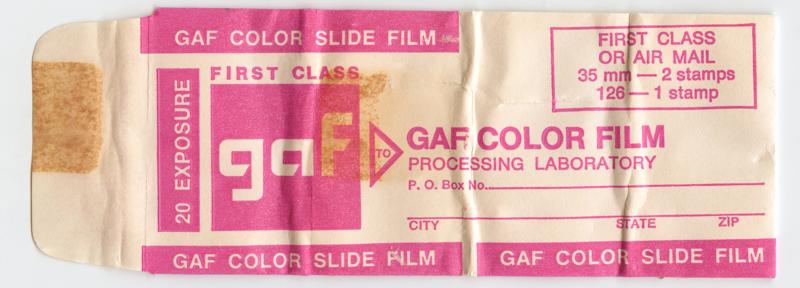 GAF COLOR SLIDE FILM
FIRST CLASS
20 EXPOSURE
gaf
TO
FIRST CLASS
OR AIR MAIL
35 mm — 2 stamps
126 — 1 stamp
GAF COLOR FILM
PROCESSING LABORATORY
P. O. Box No.
CITY STATE ZIP
GAF COLOR SLIDE FILM
GAF COLOR SLIDE FILM